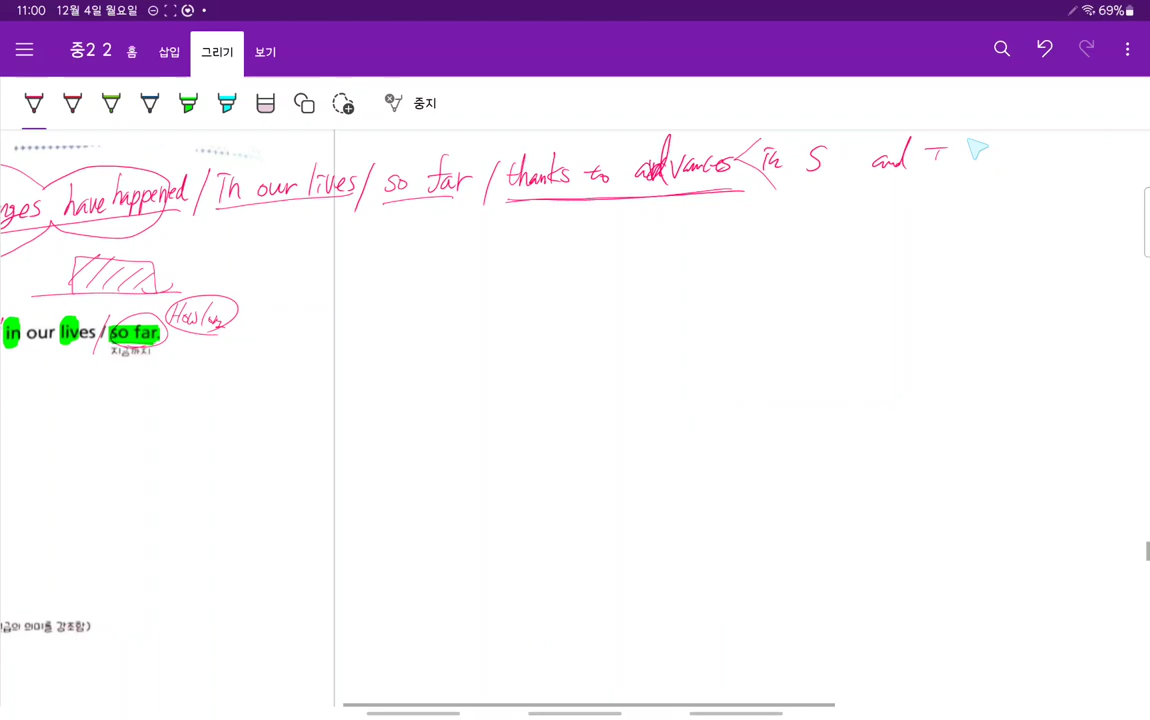 11:00 12월 4일 월요일 69%
중2 2 홈 삽입 그리기 보기
중지
nges have happened / in our lives / so far / thanks to advances < in S and T
How long
in our lives / so far.
지금까지
급의 의미를 강조함)